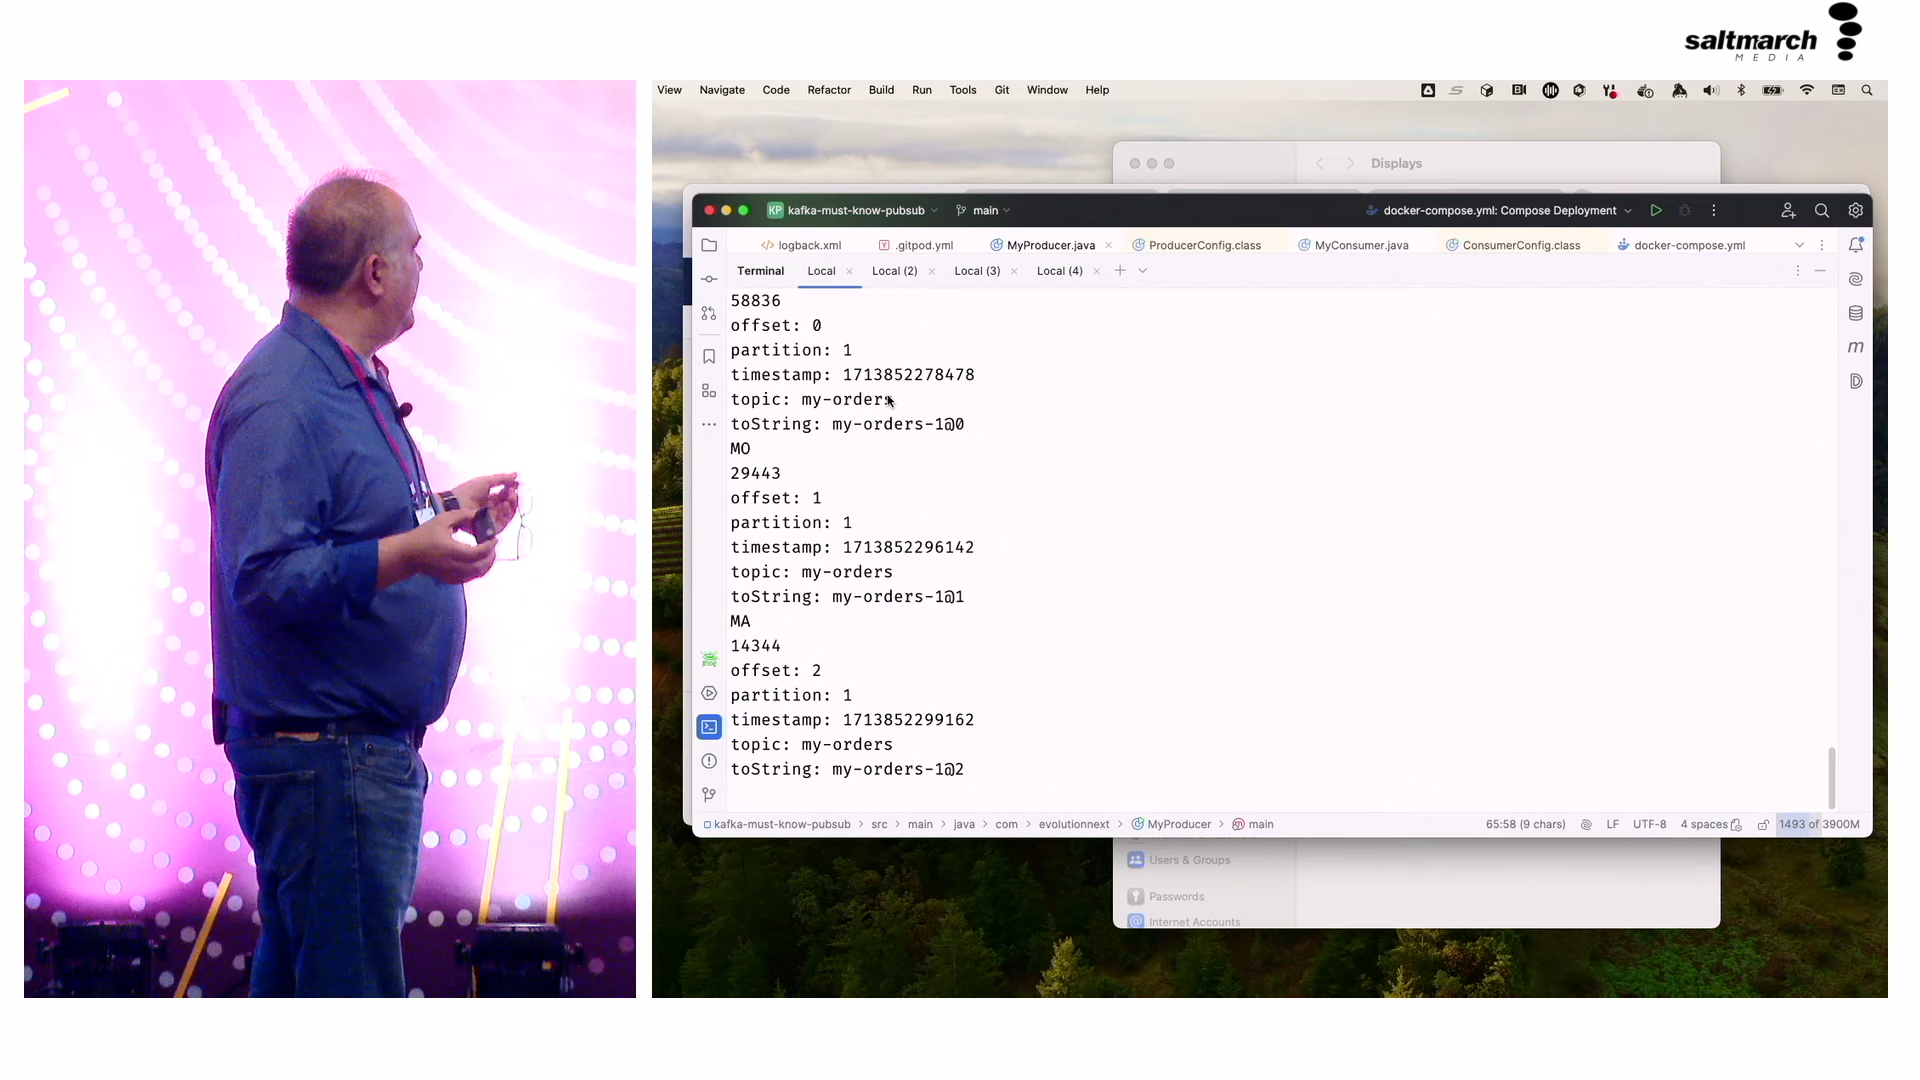 saltmarch
MEDIA
View Navigate Code Refactor Build Run Tools Git Window Help
Displays
KP kafka-must-know-pubsub main docker-compose.yml: Compose Deployment
logback.xml .gitpod.yml MyProducer.java ProducerConfig.class MyConsumer.java ConsumerConfig.class docker-compose.yml
Terminal Local Local (2) Local (3) Local (4)
58836
offset: 0
partition: 1
timestamp: 1713852278478
topic: my-orders
toString: my-orders-1@0
MO
29443
offset: 1
partition: 1
timestamp: 1713852296142
topic: my-orders
toString: my-orders-1@1
MA
14344
offset: 2
partition: 1
timestamp: 1713852299162
topic: my-orders
toString: my-orders-1@2
kafka-must-know-pubsub > src > main > java > com > evolutionnext > MyProducer > main 65:58 (9 chars) LF UTF-8 4 spaces 1493 of 3900M
Users & Groups
Passwords
Internet Accounts